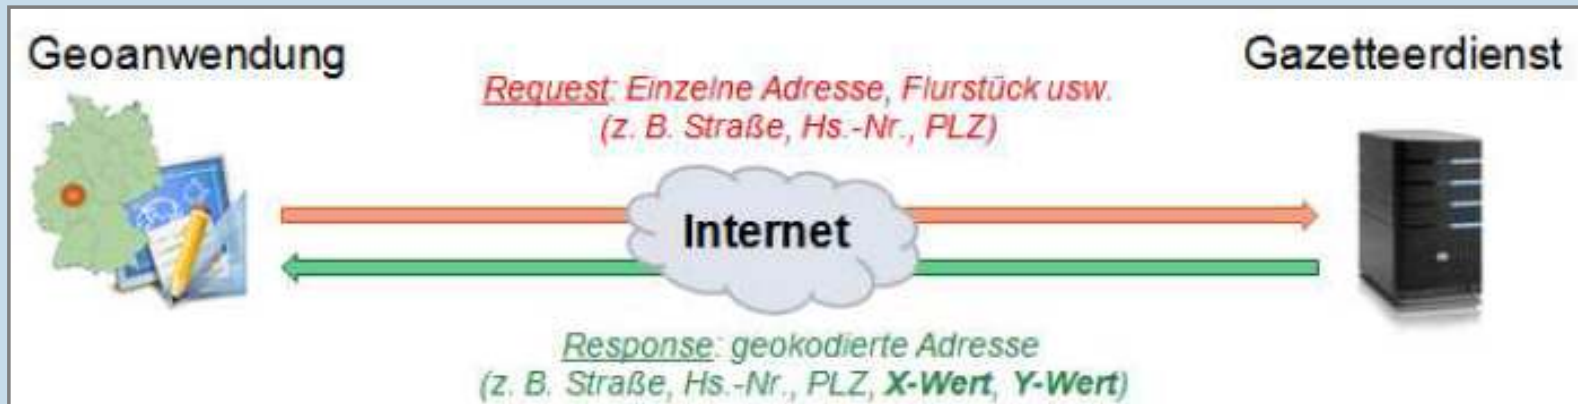 Geoanwendung
Gazetteerdienst
Request: Einzelne Adresse, Flurstück usw.
(z. B. Straße, Hs.-Nr., PLZ)
Internet
Response: geokodierte Adresse
(z. B. Straße, Hs.-Nr., PLZ, X-Wert, Y-Wert)